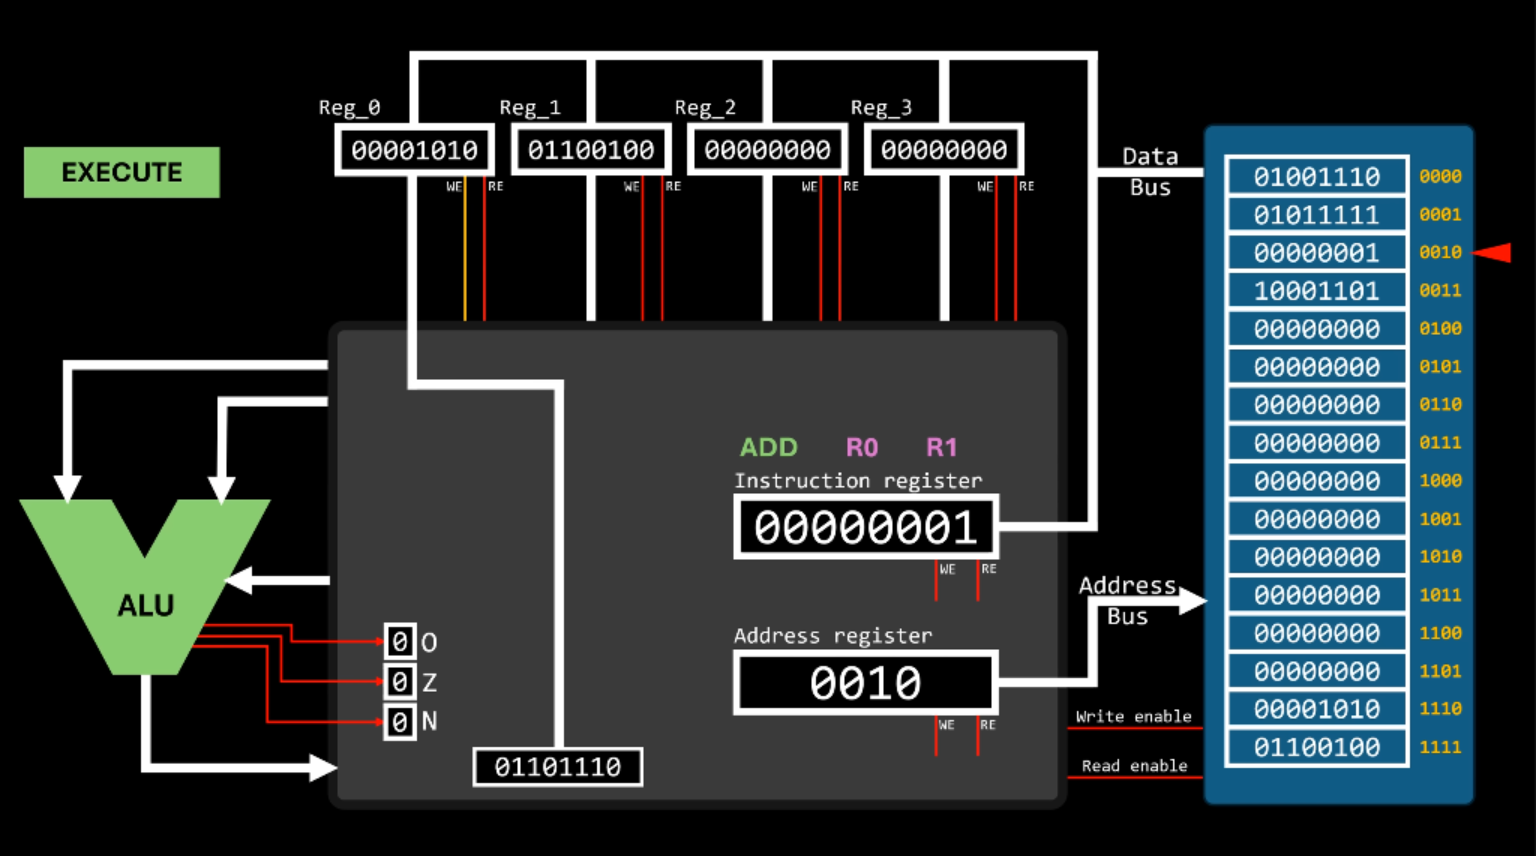 Reg_0 Reg_1 Reg_2 Reg_3
00001010 01100100 00000000 00000000
WE RE WE RE WE RE WE RE
EXECUTE
Data
Bus
ADD R0 R1
Instruction register
00000001
WE RE
Address
Bus
Address register
0010
WE RE
Write enable
Read enable
ALU
0 O
0 Z
0 N
01101110
01001110 0000
01011111 0001
00000001 0010
10001101 0011
00000000 0100
00000000 0101
00000000 0110
00000000 0111
00000000 1000
00000000 1001
00000000 1010
00000000 1011
00000000 1100
00000000 1101
00001010 1110
01100100 1111